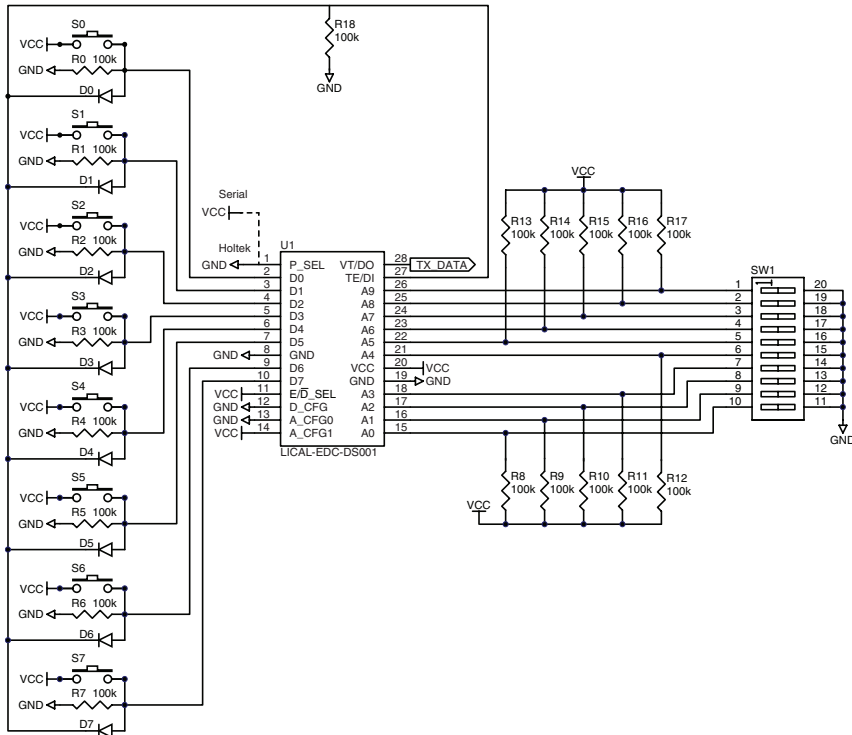 R18
100k
GND
S0
VCC
R0 100k
GND
D0
S1
VCC
R1 100k
GND
D1
S2
VCC
R2 100k
GND
D2
S3
VCC
R3 100k
GND
D3
S4
VCC
R4 100k
GND
D4
S5
VCC
R5 100k
GND
D5
S6
VCC
R6 100k
GND
D6
S7
VCC
R7 100k
GND
D7
Serial
VCC
Holtek
GND
U1
1 P_SEL VT/DO 28 TX_DATA
2 D0 TE/DI 27
3 D1 A9 26
4 D2 A8 25
5 D3 A7 24
6 D4 A6 23
7 D5 A5 22
GND 8 GND A4 21
9 D6 VCC 20 VCC
10 D7 GND 19 GND
VCC 11 E/D_SEL A3 18
GND 12 D_CFG A2 17
GND 13 A_CFG0 A1 16
VCC 14 A_CFG1 A0 15
LICAL-EDC-DS001
VCC
R13 R14 R15 R16 R17
100k 100k 100k 100k 100k
SW1
1 20
2 19
3 18
4 17
5 16
6 15
7 14
8 13
9 12
10 11
GND
R8 R9 R10 R11 R12
100k 100k 100k 100k 100k
VCC